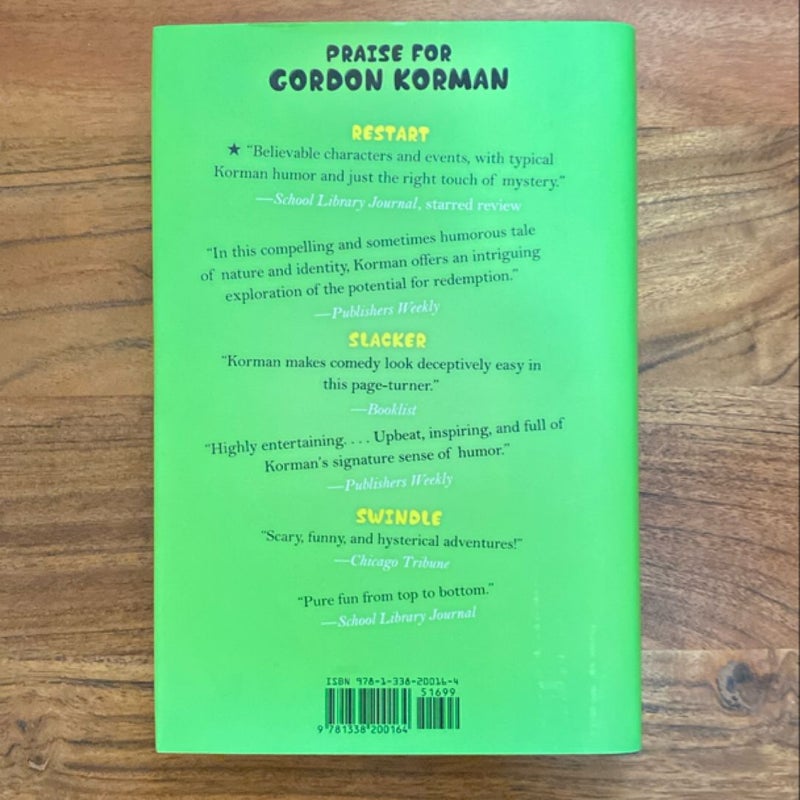 PRAISE FOR
GORDON KORMAN
RESTART
★ “Believable characters and events, with typical
Korman humor and just the right touch of mystery.”
—School Library Journal, starred review
“In this compelling and sometimes humorous tale
of nature and identity, Korman offers an intriguing
exploration of the potential for redemption.”
—Publishers Weekly
SLACKER
“Korman makes comedy look deceptively easy in
this page-turner.”
—Booklist
“Highly entertaining. . . . Upbeat, inspiring, and full of
Korman’s signature sense of humor.”
—Publishers Weekly
SWINDLE
“Scary, funny, and hysterical adventures!”
—Chicago Tribune
“Pure fun from top to bottom.”
—School Library Journal
ISBN 978-1-338-20016-4
51699
9 781338 200164